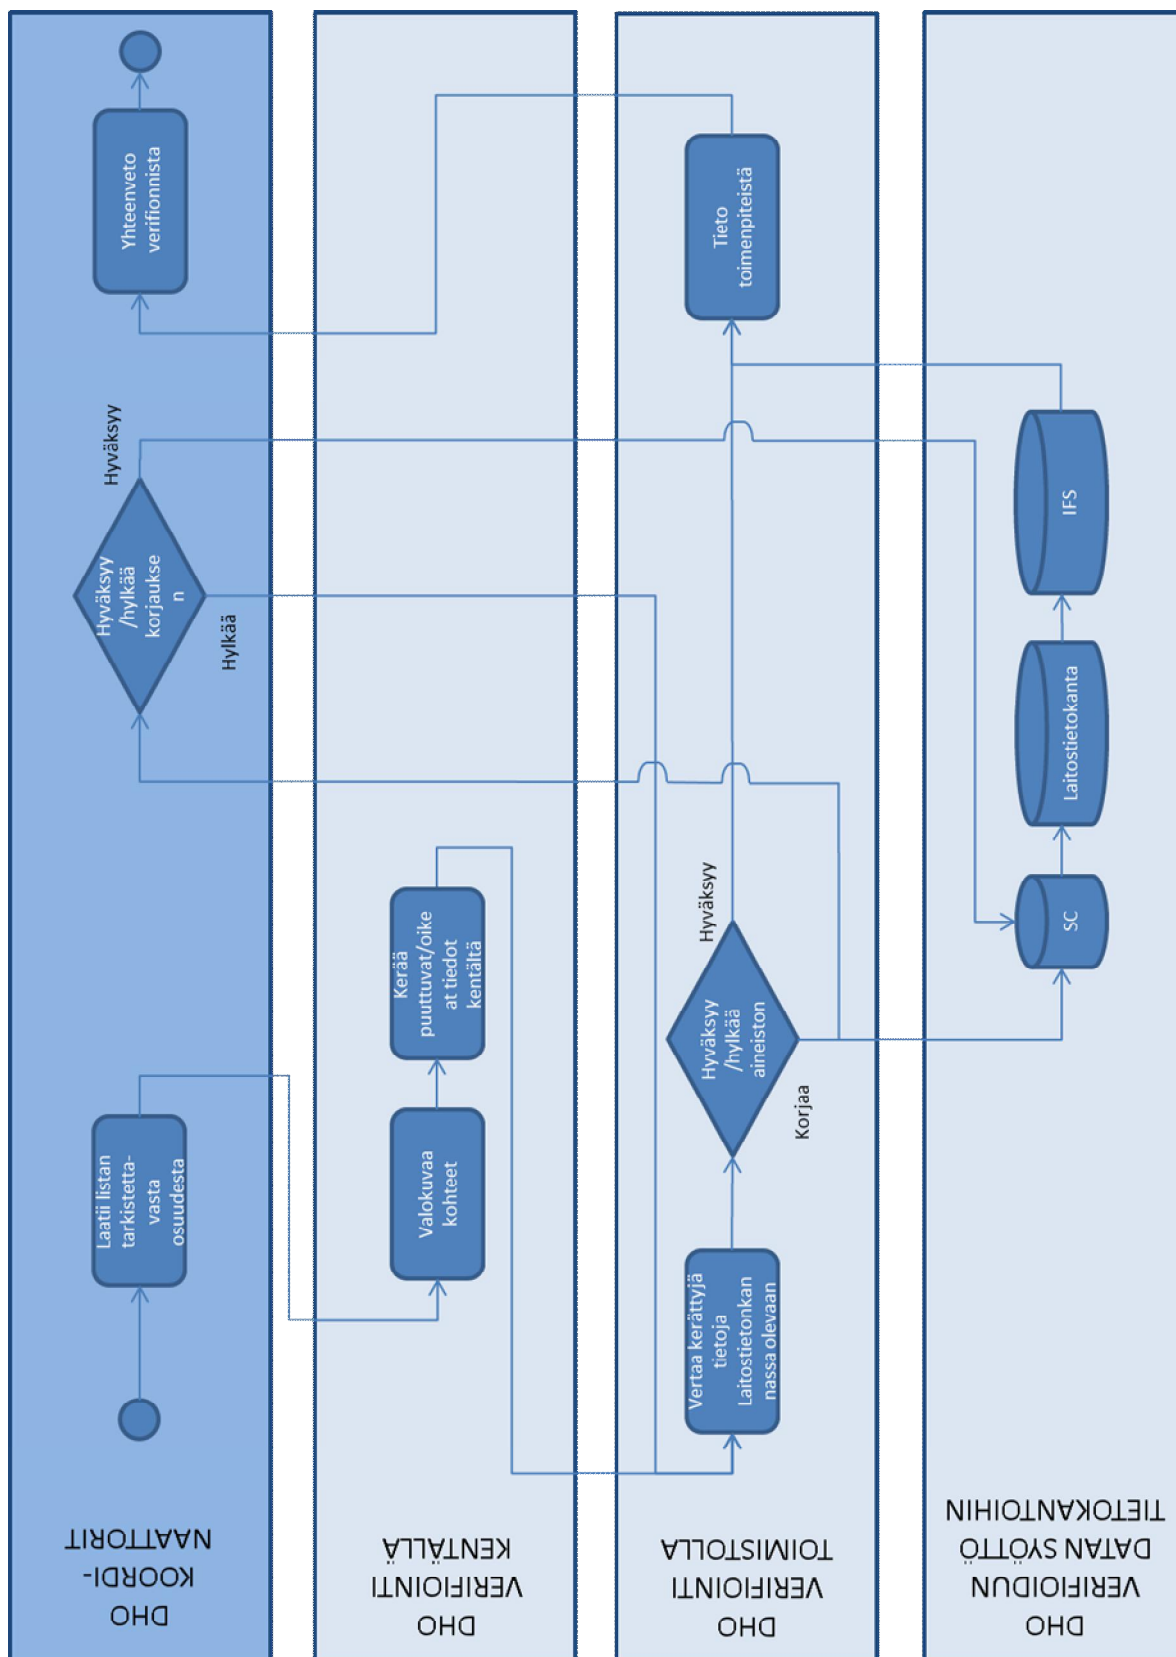 DHO
KOORDI-
NAATTORIT
Laatii listan
tarkistetta-
vasta
osuudesta
Hyväksyy
/hylkää
korjaukse
n
Hyväksyy
Hylkää
Yhteenveto
verifionnista
DHO
VERIFIOINTI
KENTÄLLÄ
Valokuvaa
kohteet
Kerää
puuttuvat/oike
at tiedot
kentältä
DHO
VERIFIOINTI
TOIMISTOLLA
Vertaa kerättyjä
tietoja
Laitostietonkan
nassa olevaan
Hyväksyy
/hylkää
aineiston
Hyväksyy
Korjaa
Tieto
toimenpiteistä
DHO
VERIFIOIDUN
DATAN SYÖTTÖ
TIETOKANTOIHIN
SC
Laitostietokanta
IFS